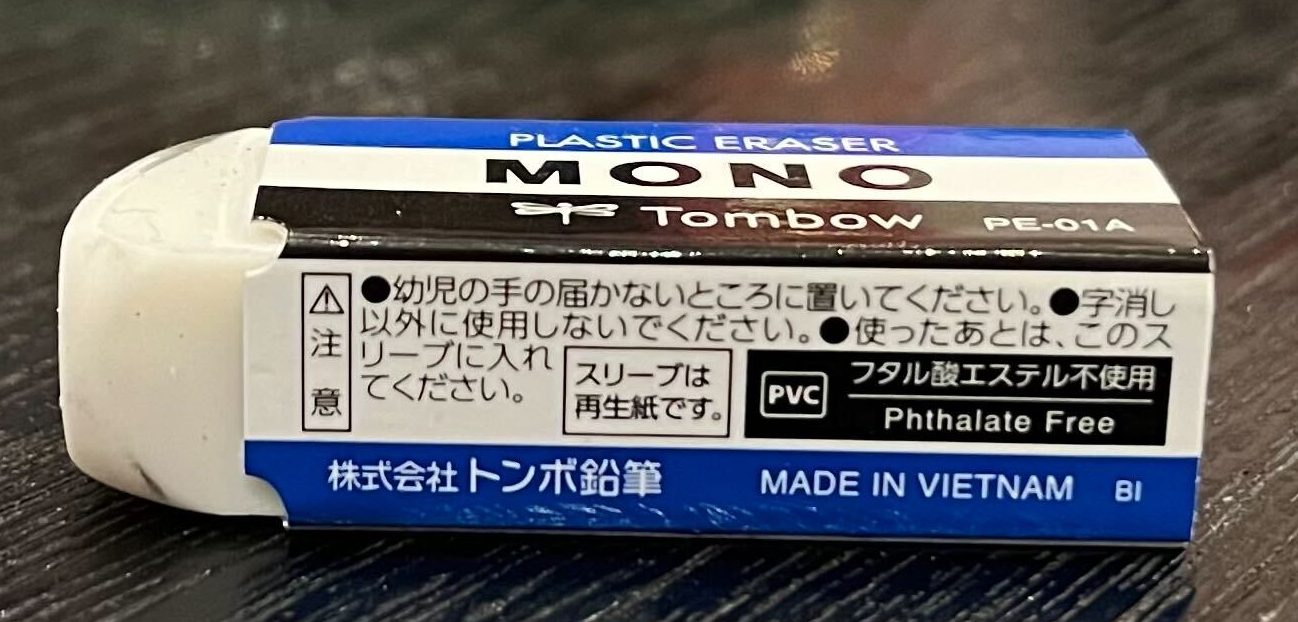 PLASTIC ERASER
MONO
Tombow PE-01A
注意
●幼児の手の届かないところに置いてください。●字消し
以外に使用しないでください。●使ったあとは、このス
リーブに入れ
てください。
スリーブは
再生紙です。
PVC
フタル酸エステル不使用
Phthalate Free
株式会社トンボ鉛筆
MADE IN VIETNAM BI